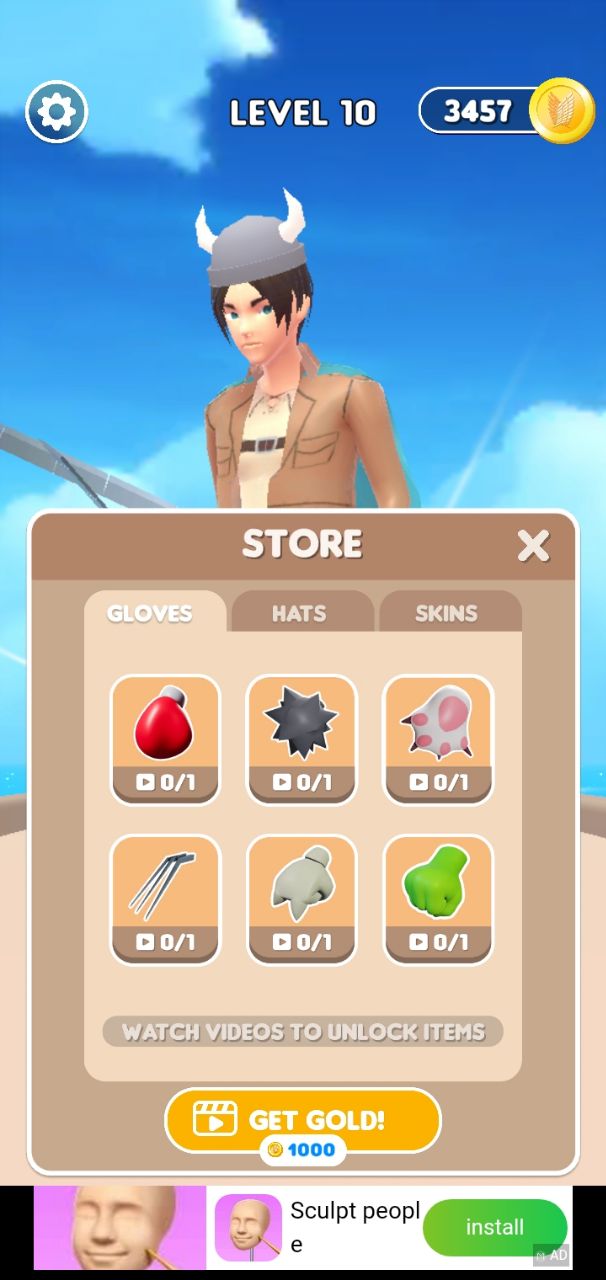 LEVEL 10
3457
STORE
GLOVES
HATS
SKINS
0/1
0/1
0/1
0/1
0/1
0/1
WATCH VIDEOS TO UNLOCK ITEMS
GET GOLD!
1000
Sculpt peopl
e
install
AD